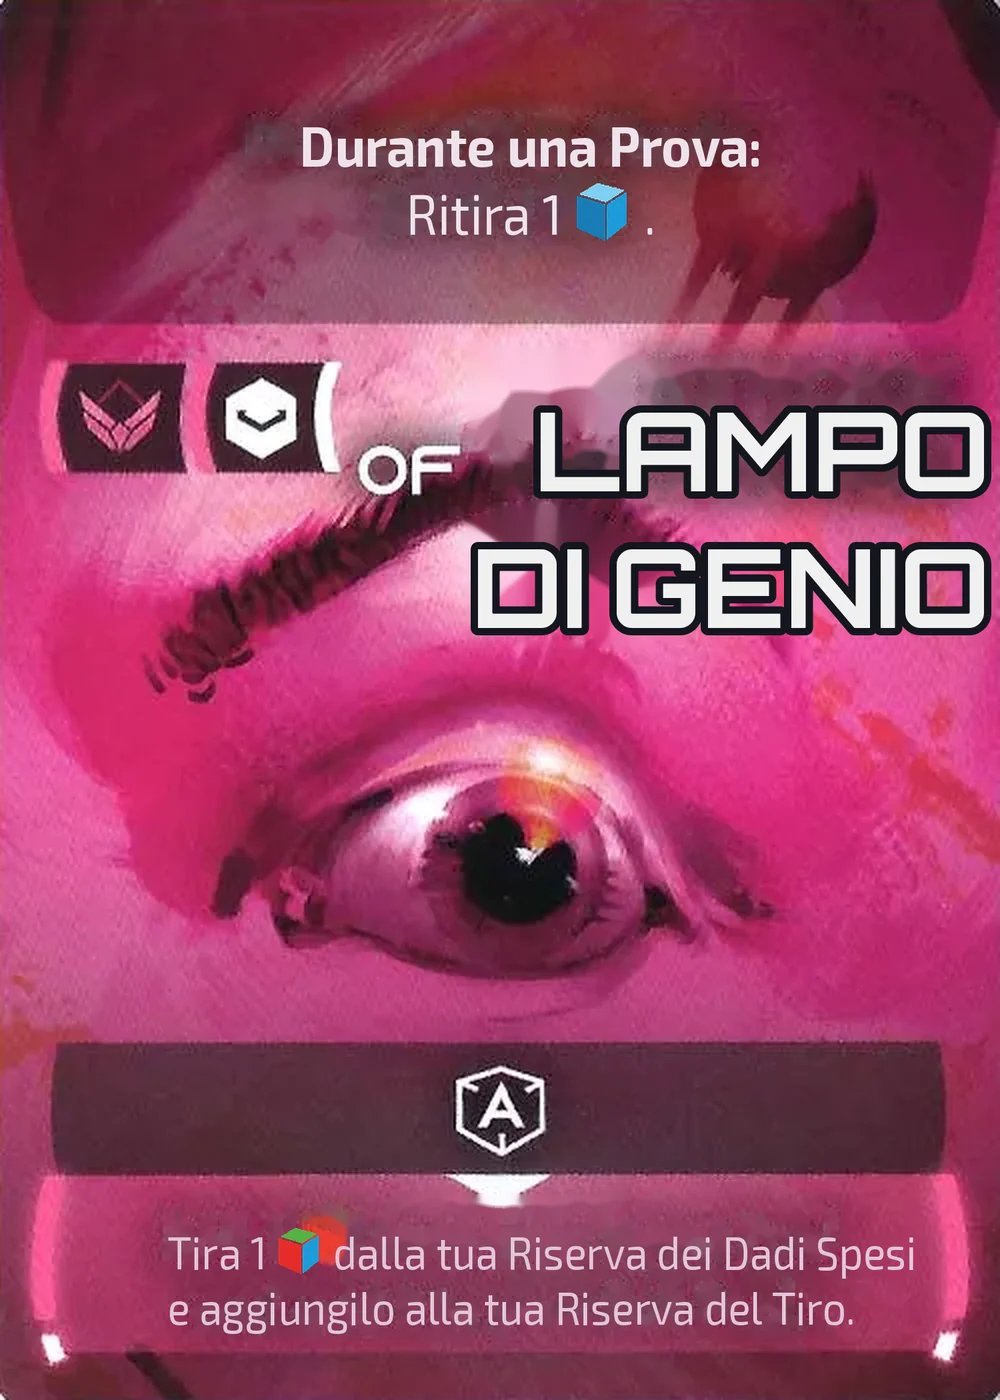 Durante una Prova:
Ritira 1 .
OF
LAMPO
DI GENIO
A
Tira 1 dalla tua Riserva dei Dadi Spesi
e aggiungilo alla tua Riserva del Tiro.